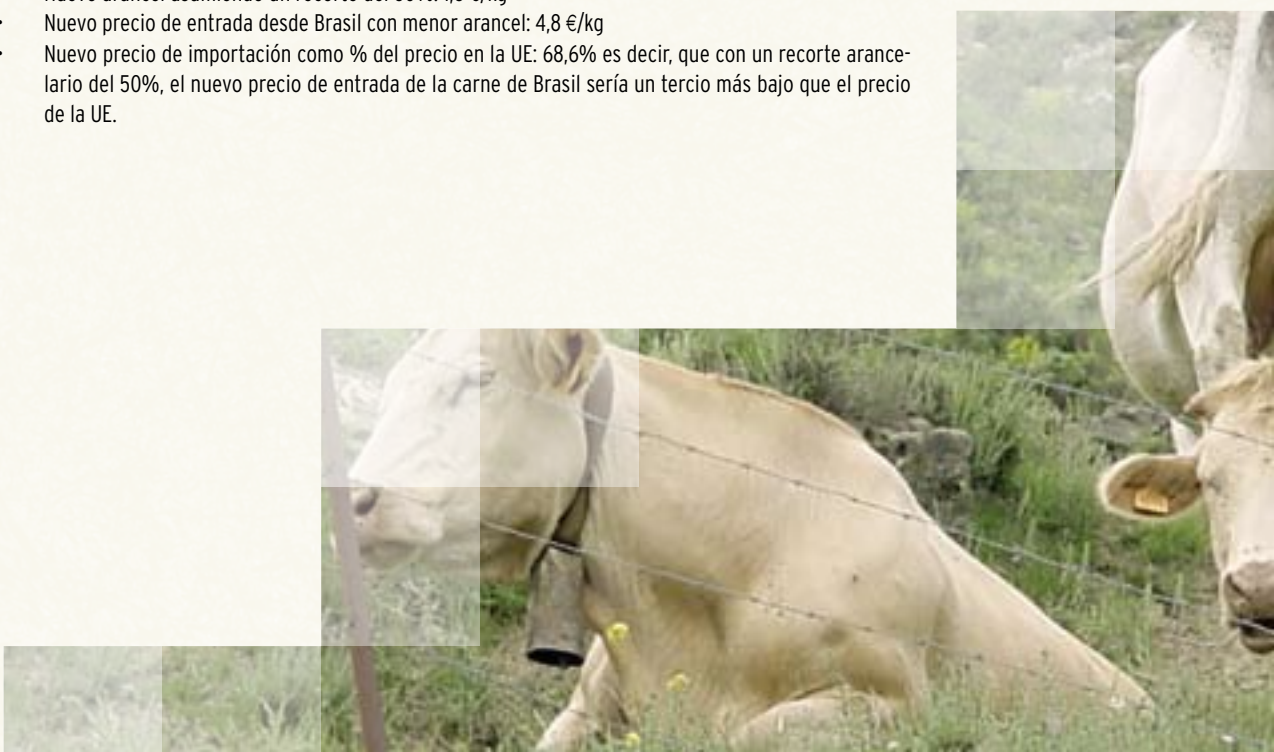 • Nuevo precio de entrada desde Brasil con menor arancel: 4,8 €/kg
• Nuevo precio de importación como % del precio en la UE: 68,6% es decir, que con un recorte arance-
lario del 50%, el nuevo precio de entrada de la carne de Brasil sería un tercio más bajo que el precio
de la UE.